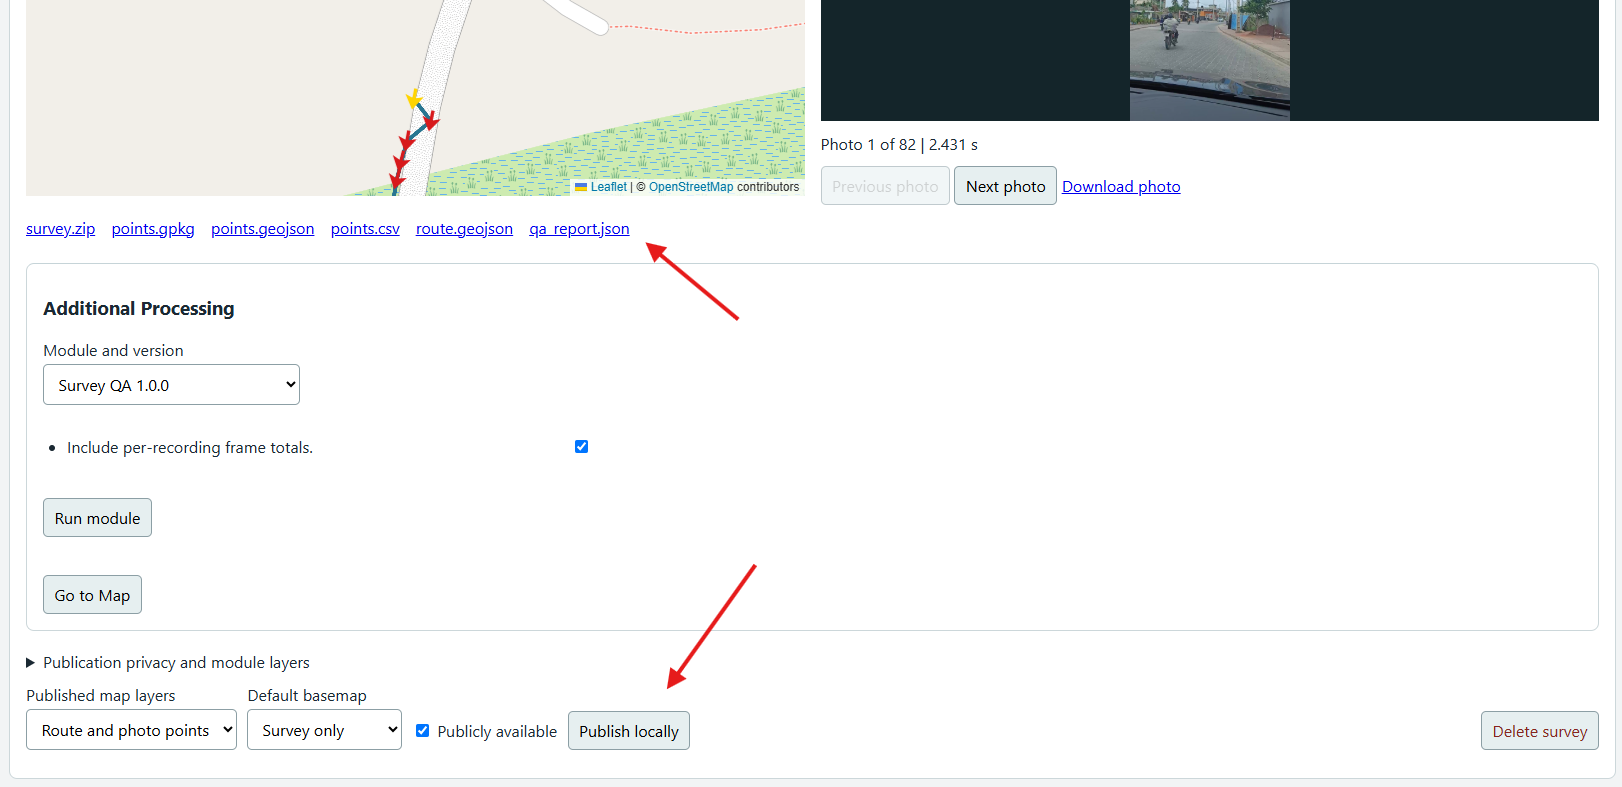 Leaflet | © OpenStreetMap contributors
Photo 1 of 82 | 2.431 s
Previous photo Next photo Download photo
survey.zip points.gpkg points.geojson points.csv route.geojson qa_report.json
Additional Processing
Module and version
Survey QA 1.0.0
• Include per-recording frame totals.
Run module
Go to Map
▶ Publication privacy and module layers
Published map layers Default basemap
Route and photo points Survey only Publicly available Publish locally Delete survey